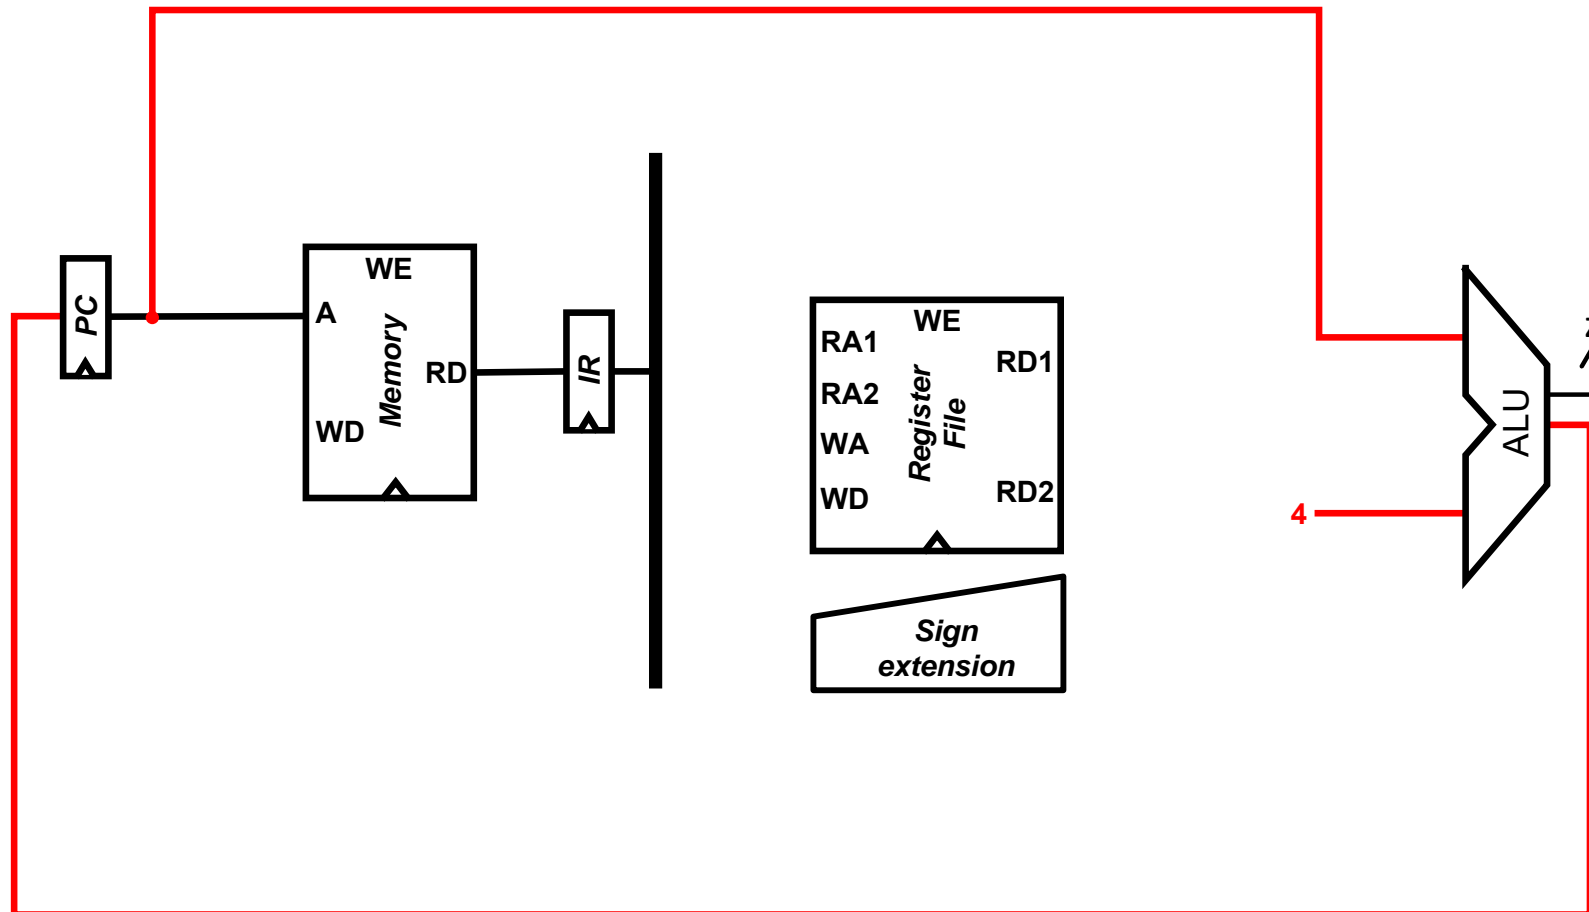 PC
WE
A
Memory
RD
WD
IR
WE
RA1
RD1
RA2
Register
File
WA
WD
RD2
Sign
extension
4
ALU